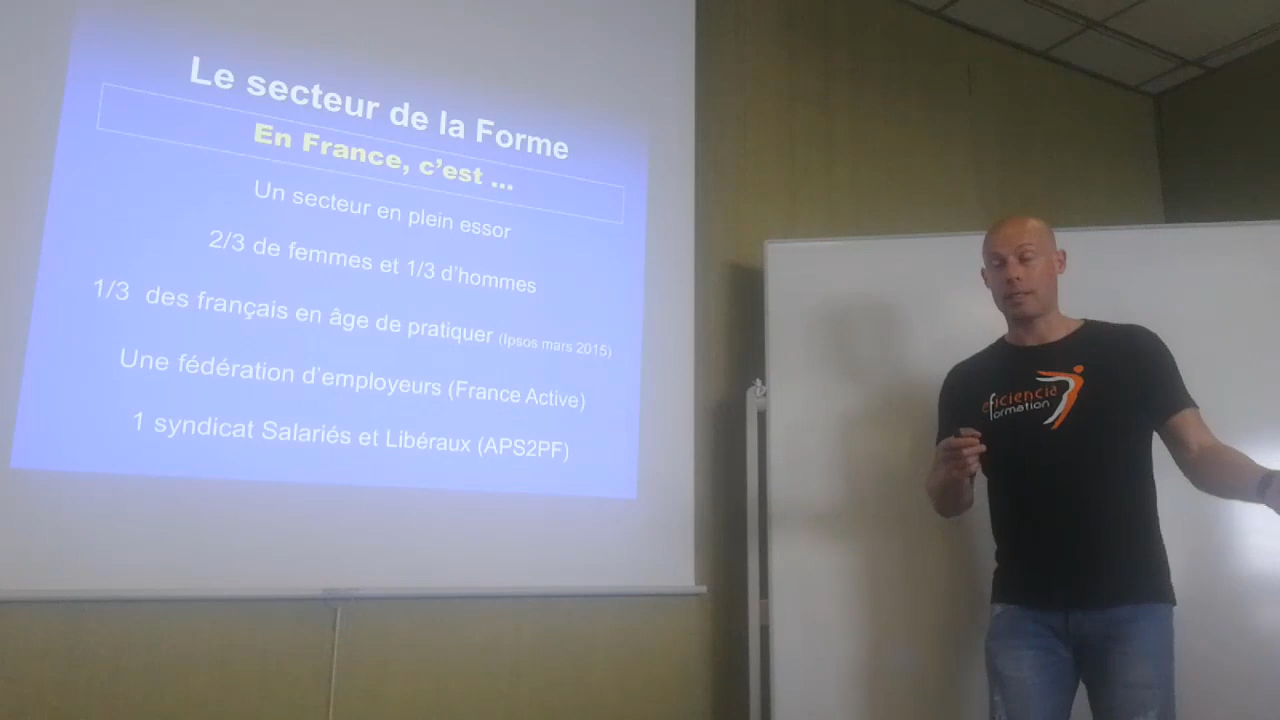 Le secteur de la Forme
En France, c'est ...
Un secteur en plein essor
2/3 de femmes et 1/3 d'hommes
1/3 des français en âge de pratiquer (Ipsos mars 2015)
Une fédération d'employeurs (France Active)
1 syndicat Salariés et Libéraux (APS2PF)
eficiencia
formation